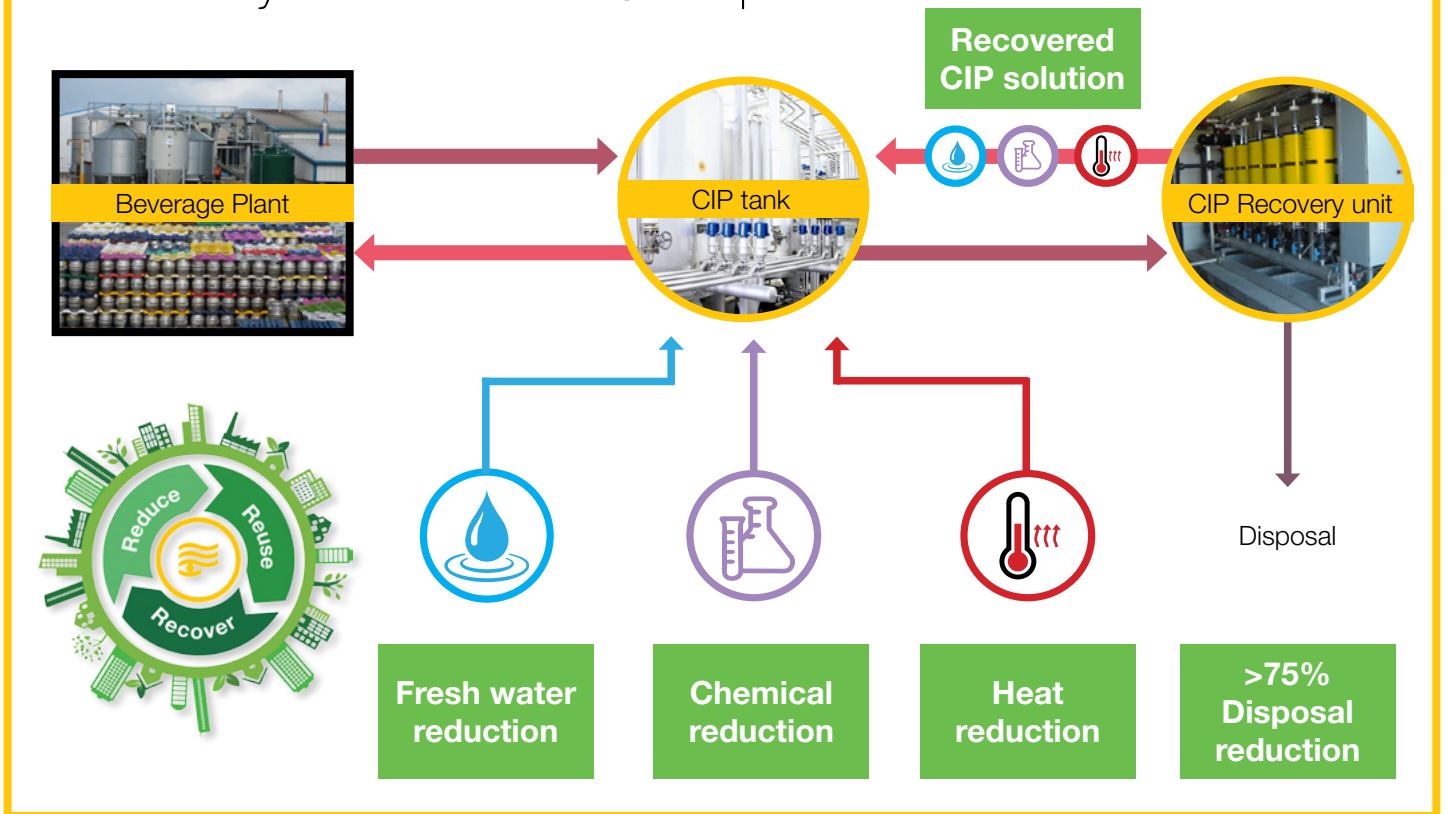 Recovered
CIP solution
Beverage Plant
CIP tank
CIP Recovery unit
Reduce
Reuse
Recover
Disposal
Fresh water
reduction
Chemical
reduction
Heat
reduction
>75%
Disposal
reduction